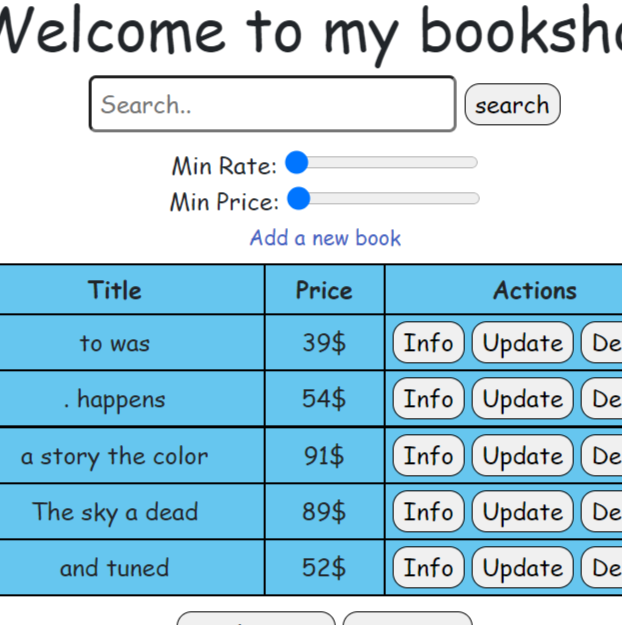 Welcome to my booksho
Search.. search
Min Rate:
Min Price:
Add a new book
Title Price Actions
to was 39$ Info Update De
. happens 54$ Info Update De
a story the color 91$ Info Update De
The sky a dead 89$ Info Update De
and tuned 52$ Info Update De